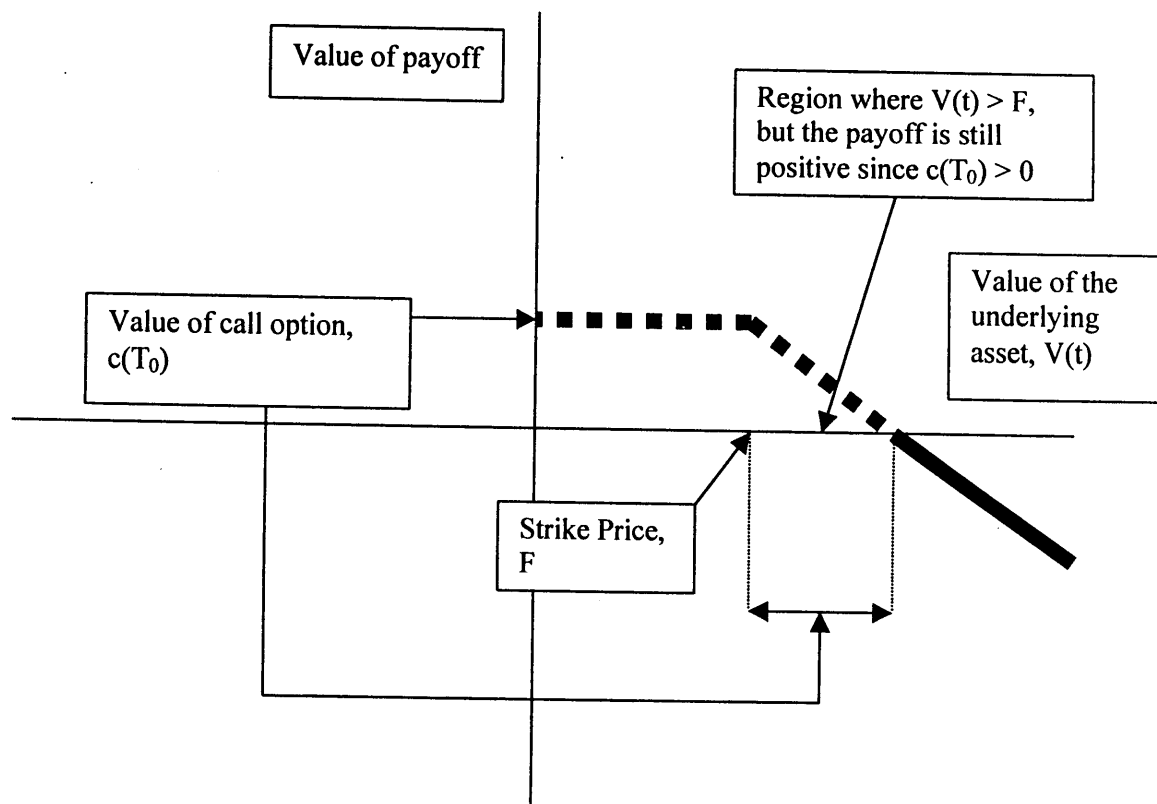 Value of payoff
Region where V(t) > F,
but the payoff is still
positive since c(T₀) > 0
Value of the
underlying
asset, V(t)
Value of call option,
c(T₀)
Strike Price,
F